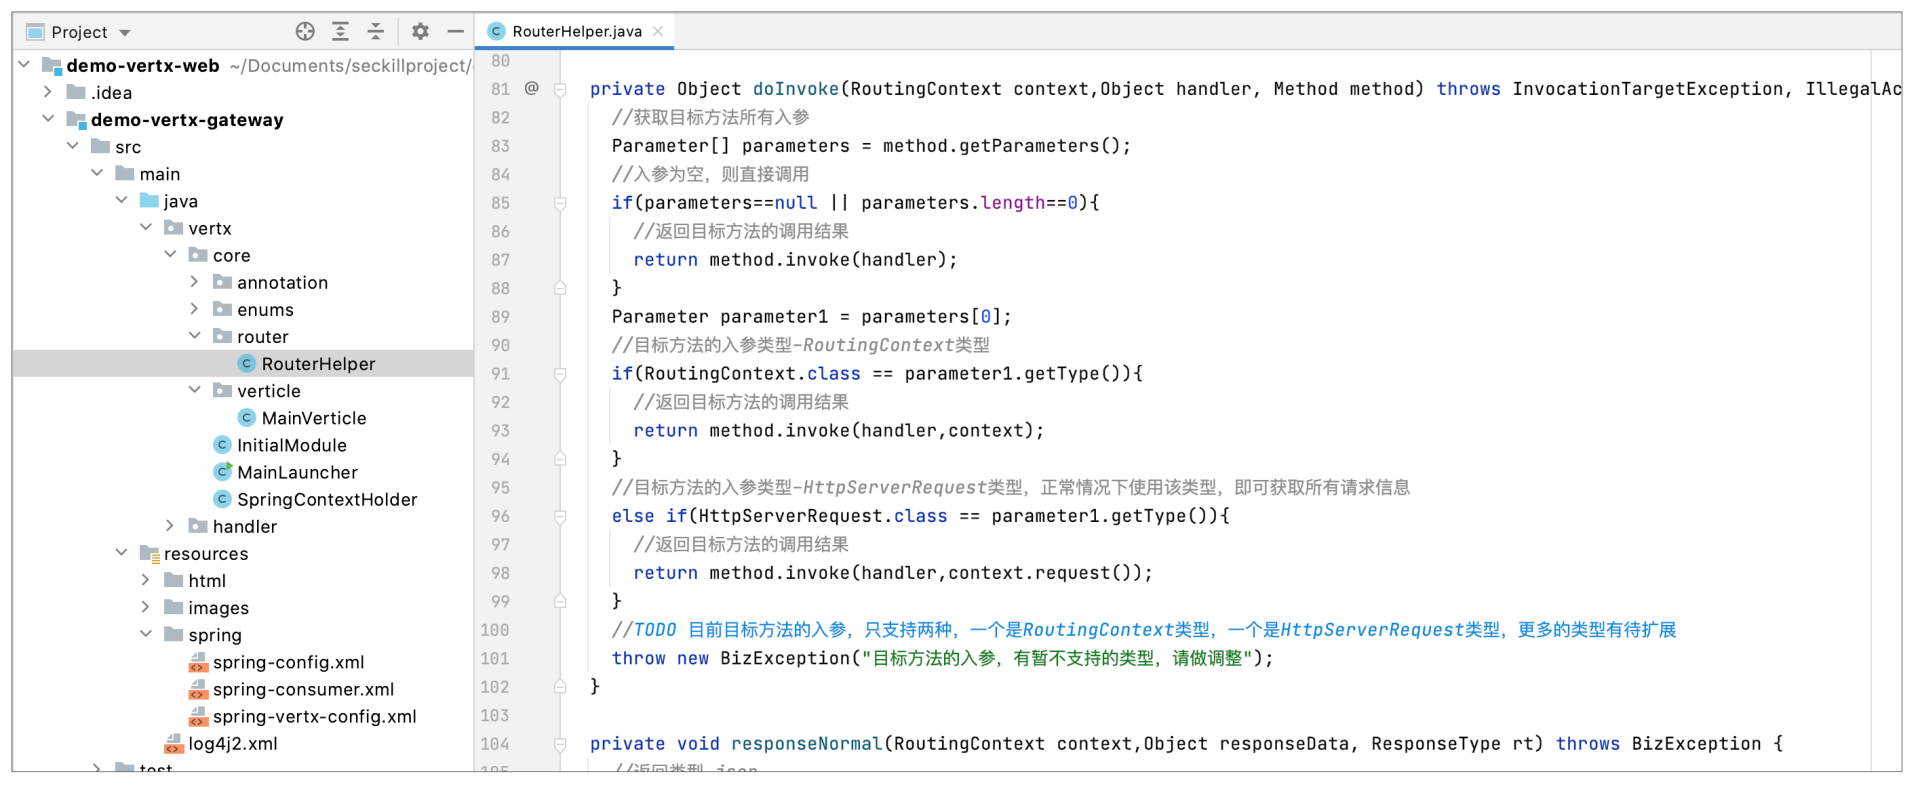 Project
RouterHelper.java
demo-vertx-web ~/Documents/seckillproject/
.idea
demo-vertx-gateway
src
main
java
vertx
core
annotation
enums
router
RouterHelper
verticle
MainVerticle
InitialModule
MainLauncher
SpringContextHolder
handler
resources
html
images
spring
spring-config.xml
spring-consumer.xml
spring-vertx-config.xml
log4j2.xml
test
80
81 @ private Object doInvoke(RoutingContext context,Object handler, Method method) throws InvocationTargetException, IllegalAc
82 //获取目标方法所有入参
83 Parameter[] parameters = method.getParameters();
84 //入参为空，则直接调用
85 if(parameters==null || parameters.length==0){
86 //返回目标方法的调用结果
87 return method.invoke(handler);
88 }
89 Parameter parameter1 = parameters[0];
90 //目标方法的入参类型-RoutingContext类型
91 if(RoutingContext.class == parameter1.getType()){
92 //返回目标方法的调用结果
93 return method.invoke(handler,context);
94 }
95 //目标方法的入参类型-HttpServerRequest类型，正常情况下使用该类型，即可获取所有请求信息
96 else if(HttpServerRequest.class == parameter1.getType()){
97 //返回目标方法的调用结果
98 return method.invoke(handler,context.request());
99 }
100 //TODO 目前目标方法的入参，只支持两种，一个是RoutingContext类型，一个是HttpServerRequest类型，更多的类型有待扩展
101 throw new BizException("目标方法的入参，有暂不支持的类型，请做调整");
102 }
103
104 private void responseNormal(RoutingContext context,Object responseData, ResponseType rt) throws BizException {
105 //返回类型-json